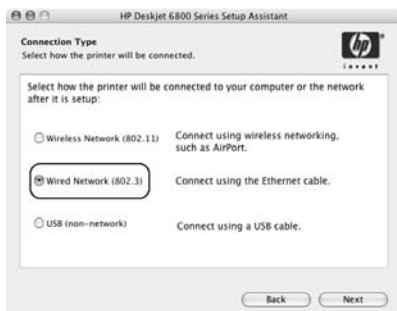 HP Deskjet 6800 Series Setup Assistant
Connection Type
Select how the printer will be connected.
hp
invent
Select how the printer will be connected to your computer or the network
after it is setup:
Wireless Network (802.11)
Connect using wireless networking,
such as AirPort.
Wired Network (802.3)
Connect using the Ethernet cable.
USB (non-network)
Connect using a USB cable.
Back
Next